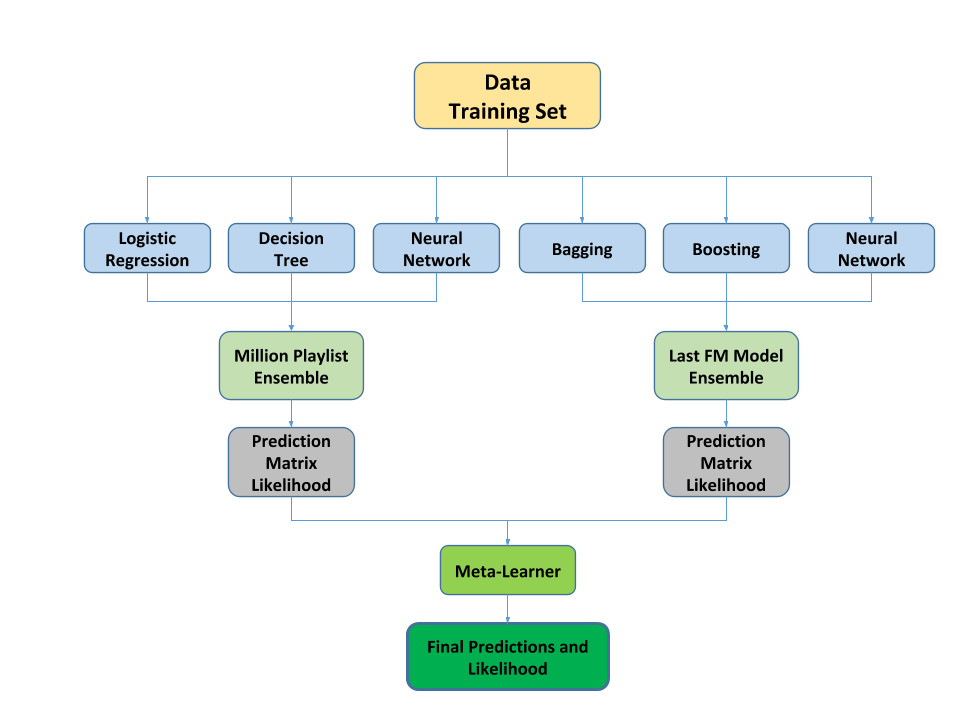 Data
Training Set
Logistic
Regression
Decision
Tree
Neural
Network
Bagging
Boosting
Neural
Network
Million Playlist
Ensemble
Last FM Model
Ensemble
Prediction
Matrix
Likelihood
Prediction
Matrix
Likelihood
Meta-Learner
Final Predictions and
Likelihood